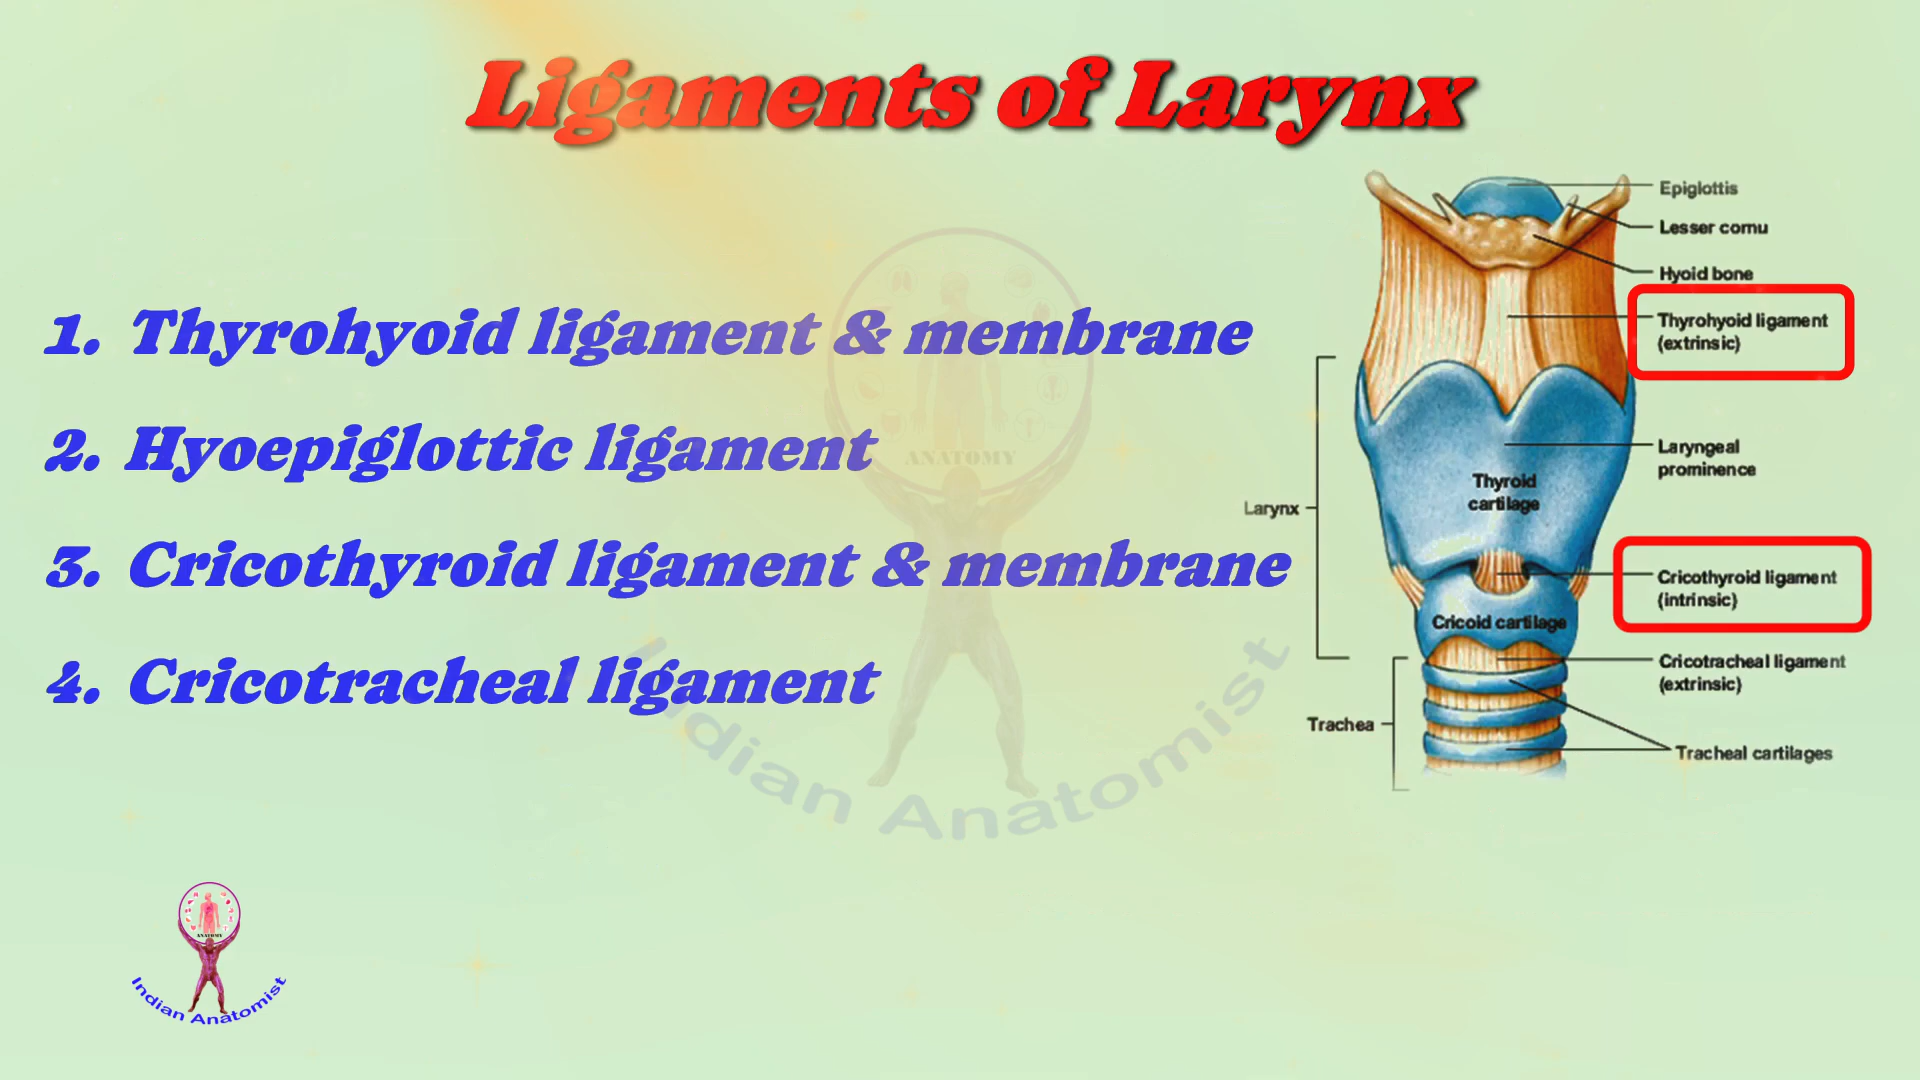 Ligaments of Larynx
1. Thyrohyoid ligament & membrane
2. Hyoepiglottic ligament
3. Cricothyroid ligament & membrane
4. Cricotracheal ligament
Epiglottis
Lesser cornu
Hyoid bone
Thyrohyoid ligament
(extrinsic)
Laryngeal
prominence
Thyroid
cartilage
Larynx
Cricothyroid ligament
(intrinsic)
Cricoid cartilage
Cricotracheal ligament
(extrinsic)
Trachea
Tracheal cartilages
ANATOMY
Indian Anatomist
ANATOMY
Indian Anatomist